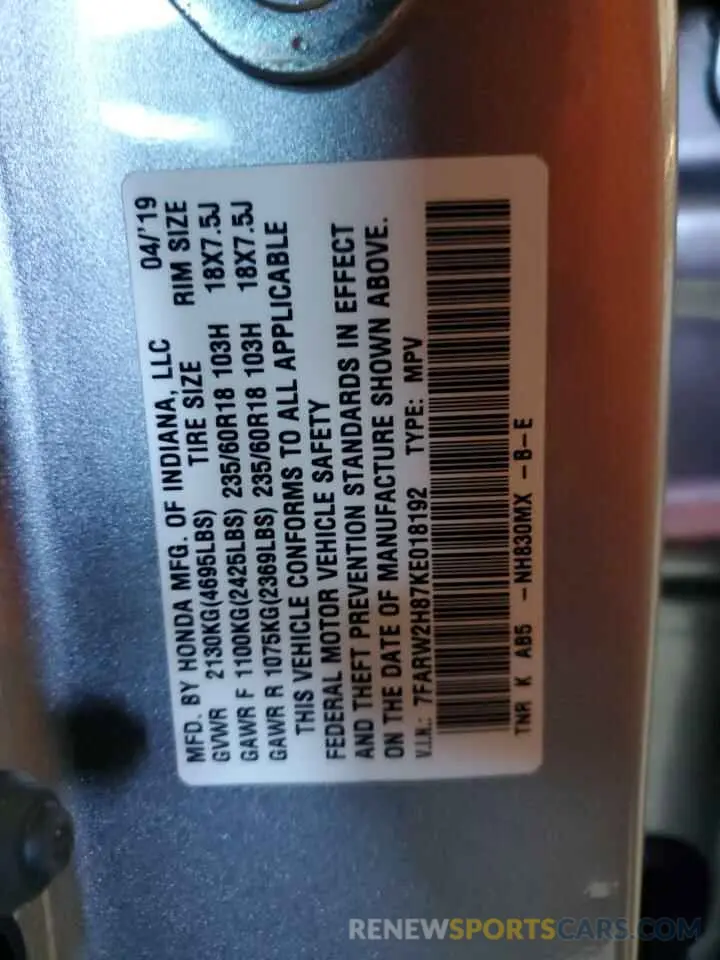 MFD. BY HONDA MFG. OF INDIANA, LLC 04/'19
GVWR 2130KG(4695LBS) TIRE SIZE RIM SIZE
GAWR F 1100KG(2425LBS) 235/60R18 103H 18X7.5J
GAWR R 1075KG(2369LBS) 235/60R18 103H 18X7.5J
THIS VEHICLE CONFORMS TO ALL APPLICABLE
FEDERAL MOTOR VEHICLE SAFETY
AND THEFT PREVENTION STANDARDS IN EFFECT
ON THE DATE OF MANUFACTURE SHOWN ABOVE.
V.I.N.: 7FARW2H87KE018192 TYPE: MPV
TNR K AB5 -NH830MX -B-E
RENEWSPORTSCARS.COM